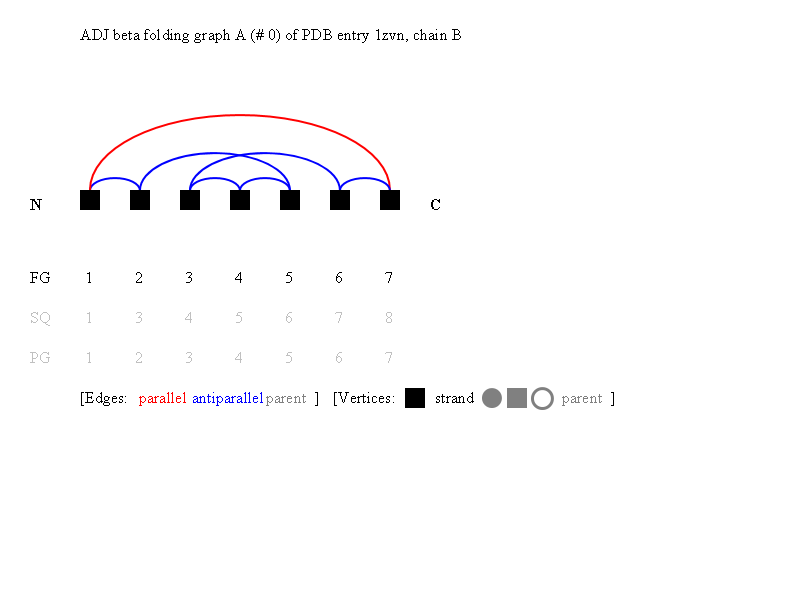 ADJ beta folding graph A (# 0) of PDB entry 1zvn, chain B
N C
FG 1 2 3 4 5 6 7
SQ 1 3 4 5 6 7 8
PG 1 2 3 4 5 6 7
[Edges: parallel antiparallel parent ] [Vertices: strand parent ]